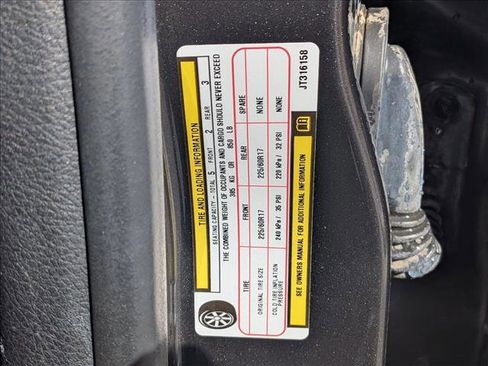 TIRE AND LOADING INFORMATION
SEATING CAPACITY - TOTAL 5 FRONT 2 REAR 3
THE COMBINED WEIGHT OF OCCUPANTS AND CARGO SHOULD NEVER EXCEED
385 KG OR 850 LB
TIRE FRONT REAR SPARE
ORIGINAL TIRE SIZE 225/60R17 225/60R17 NONE
COLD TIRE INFLATION PRESSURE 240 kPa/ 35 PSI 220 kPa/ 32 PSI NONE
SEE OWNERS MANUAL FOR ADDITIONAL INFORMATION
JT316158